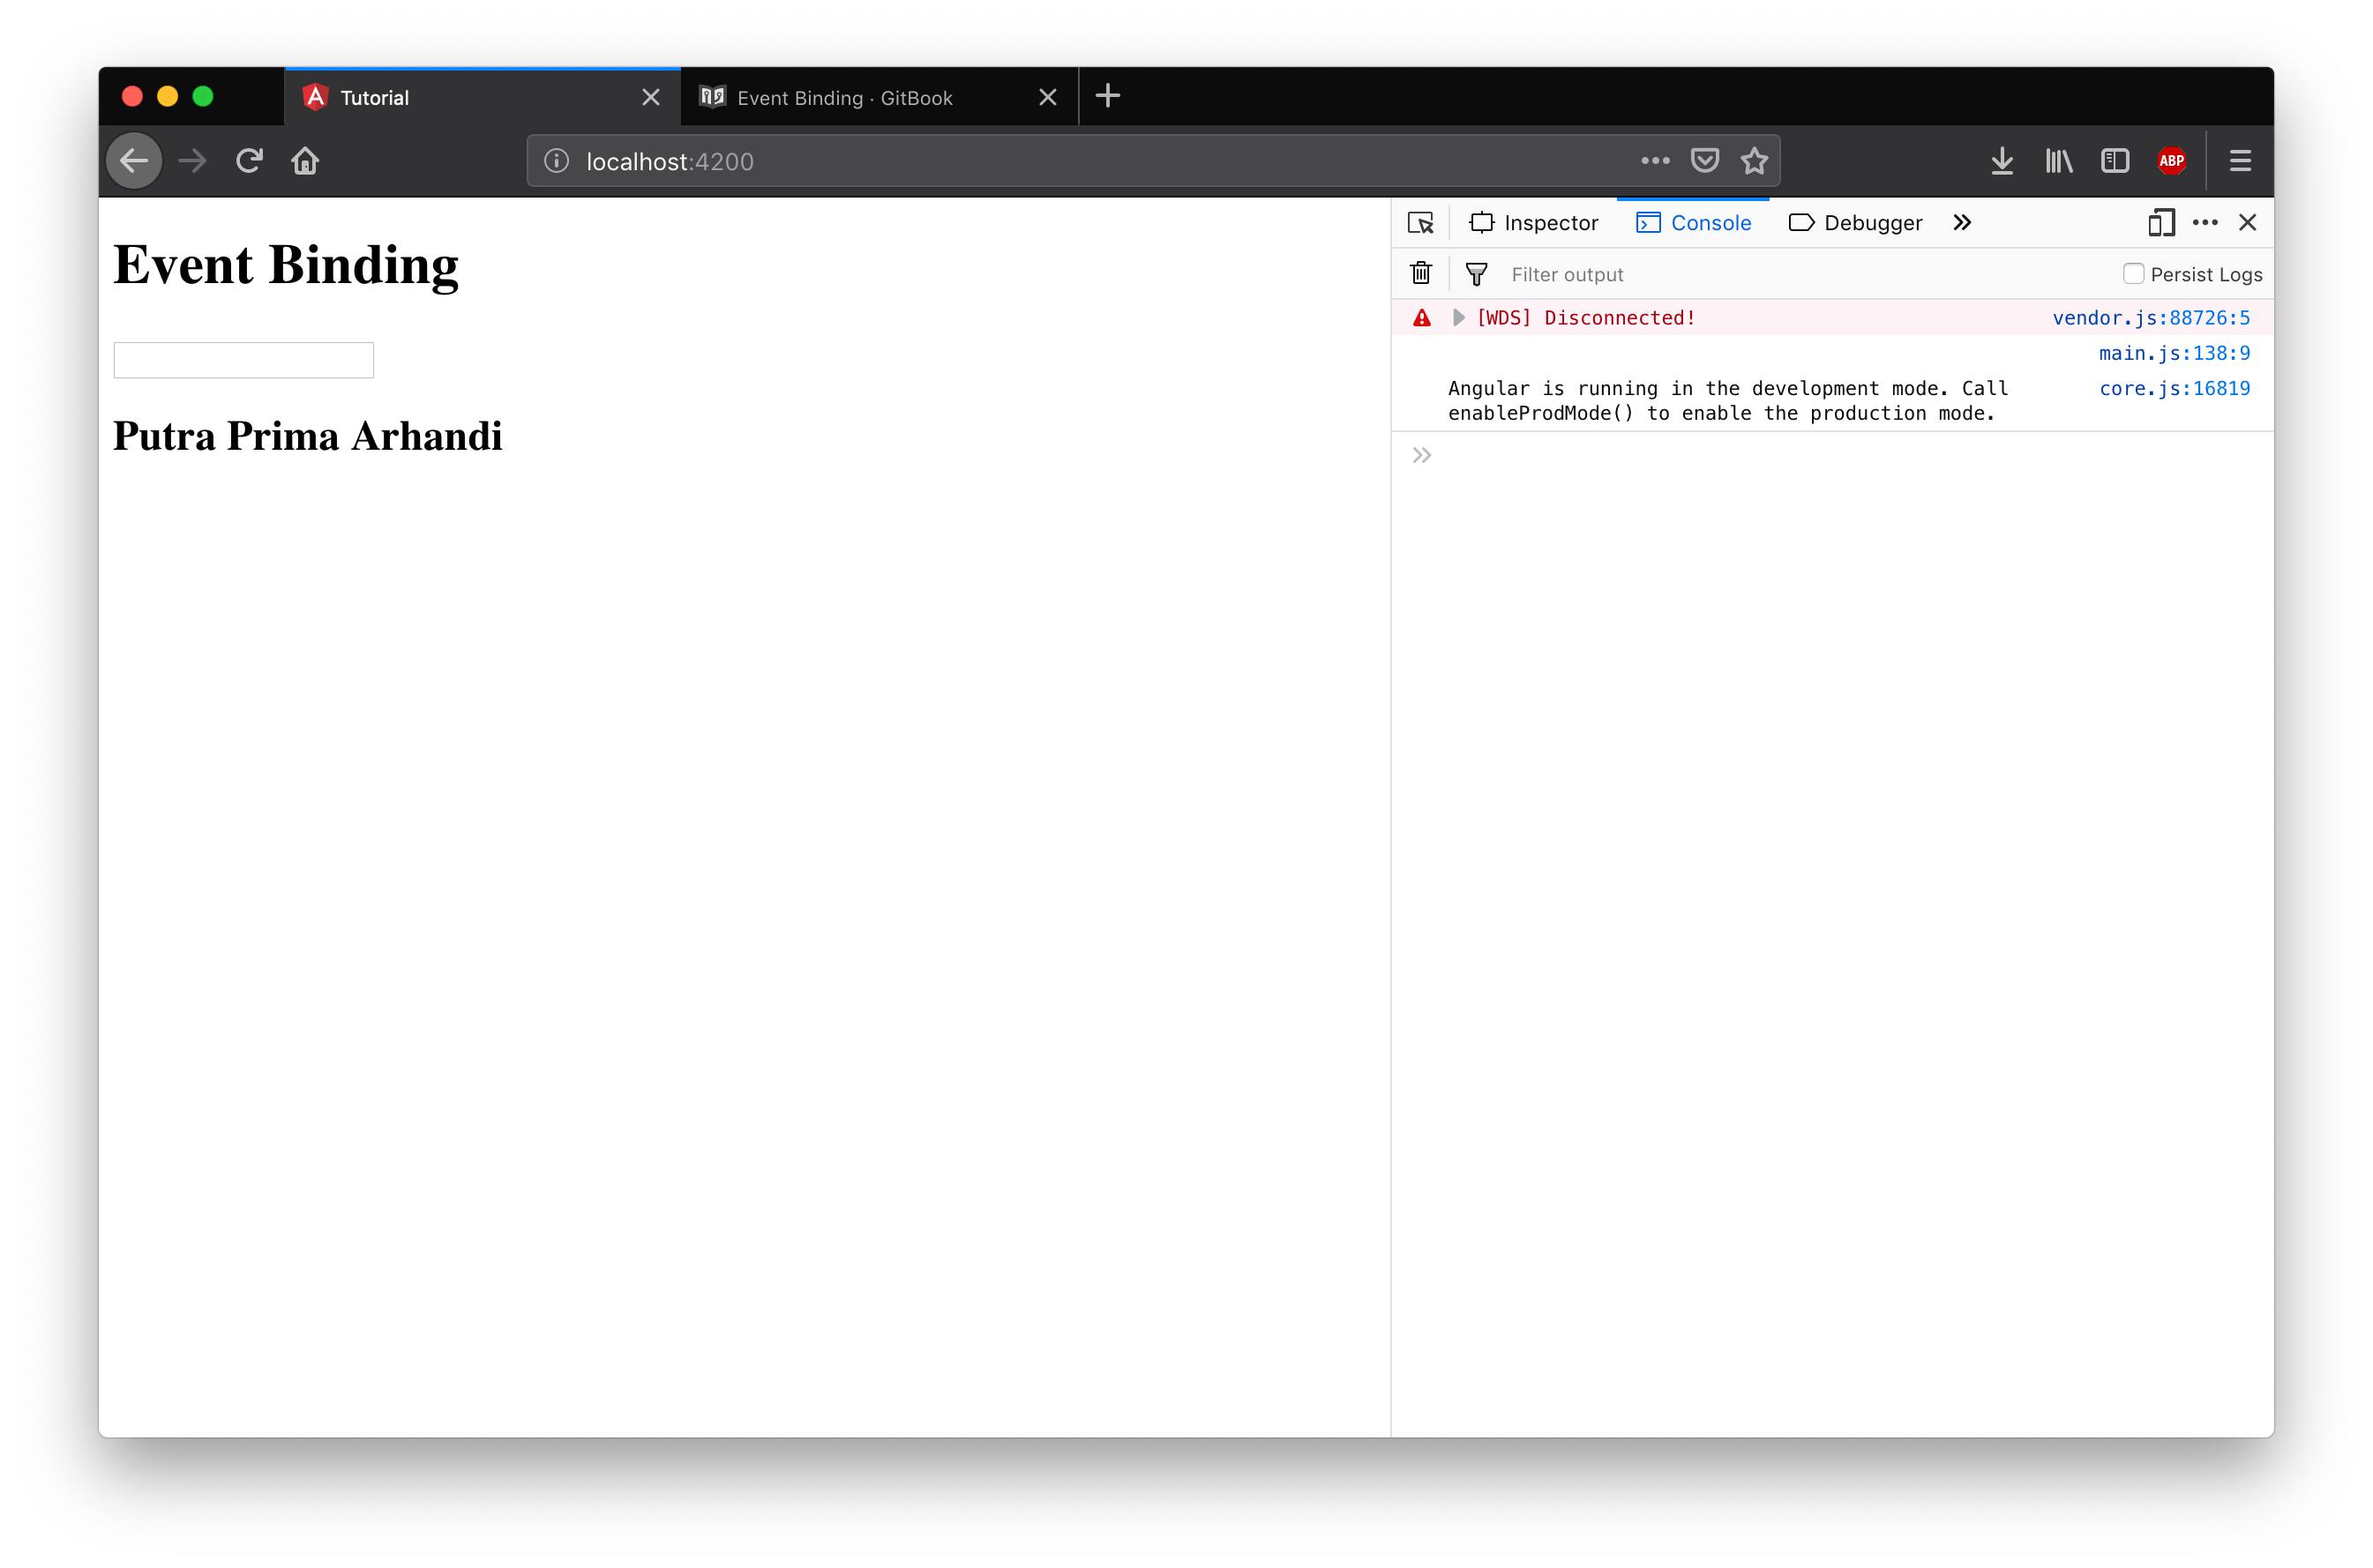 Tutorial
Event Binding · GitBook
localhost:4200
ABP
Event Binding
Putra Prima Arhandi
Inspector Console Debugger
Filter output Persist Logs
[WDS] Disconnected! vendor.js:88726:5
main.js:138:9
Angular is running in the development mode. Call core.js:16819
enableProdMode() to enable the production mode.